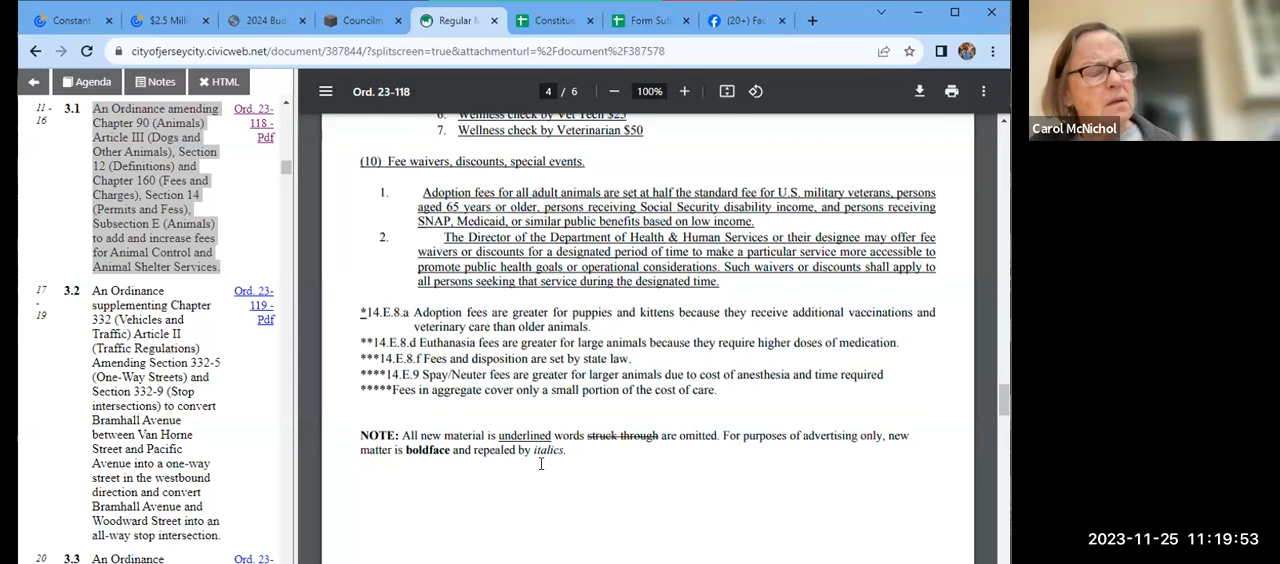 Constant
$2.5 Milli
2024 Bud
Councilm
Regular M
Constitue
Form Sub
(20+) Fac
cityofjerseycity.civicweb.net/document/387844/?splitscreen=true&attachmenturl=%2Fdocument%2F387578
Agenda
Notes
HTML
Ord. 23-118
4 / 6
100%
11 - 16
3.1
An Ordinance amending
Chapter 90 (Animals)
Article III (Dogs and
Other Animals), Section
12 (Definitions) and
Chapter 160 (Fees and
Charges), Section 14
(Permits and Fess),
Subsection E (Animals)
to add and increase fees
for Animal Control and
Animal Shelter Services.
Ord. 23-
118 -
Pdf
17
-
19
3.2
An Ordinance
supplementing Chapter
332 (Vehicles and
Traffic) Article II
(Traffic Regulations)
Amending Section 332-5
(One-Way Streets) and
Section 332-9 (Stop
intersections) to convert
Bramhall Avenue
between Van Horne
Street and Pacific
Avenue into a one-way
street in the westbound
direction and convert
Bramhall Avenue and
Woodward Street into an
all-way stop intersection.
Ord. 23-
119 -
Pdf
20
3.3
An Ordinance
Ord. 23-
6. Wellness check by Vet Tech $25
7. Wellness check by Veterinarian $50
(10) Fee waivers, discounts, special events.
1. Adoption fees for all adult animals are set at half the standard fee for U.S. military veterans, persons
aged 65 years or older, persons receiving Social Security disability income, and persons receiving
SNAP, Medicaid, or similar public benefits based on low income.
2. The Director of the Department of Health & Human Services or their designee may offer fee
waivers or discounts for a designated period of time to make a particular service more accessible to
promote public health goals or operational considerations. Such waivers or discounts shall apply to
all persons seeking that service during the designated time.
*14.E.8.a Adoption fees are greater for puppies and kittens because they receive additional vaccinations and
veterinary care than older animals.
**14.E.8.d Euthanasia fees are greater for large animals because they require higher doses of medication.
***14.E.8.f Fees and disposition are set by state law.
****14.E.9 Spay/Neuter fees are greater for larger animals due to cost of anesthesia and time required
*****Fees in aggregate cover only a small portion of the cost of care.
NOTE: All new material is underlined words struck through are omitted. For purposes of advertising only, new
matter is boldface and repealed by italics.
Carol McNichol
2023-11-25 11:19:53